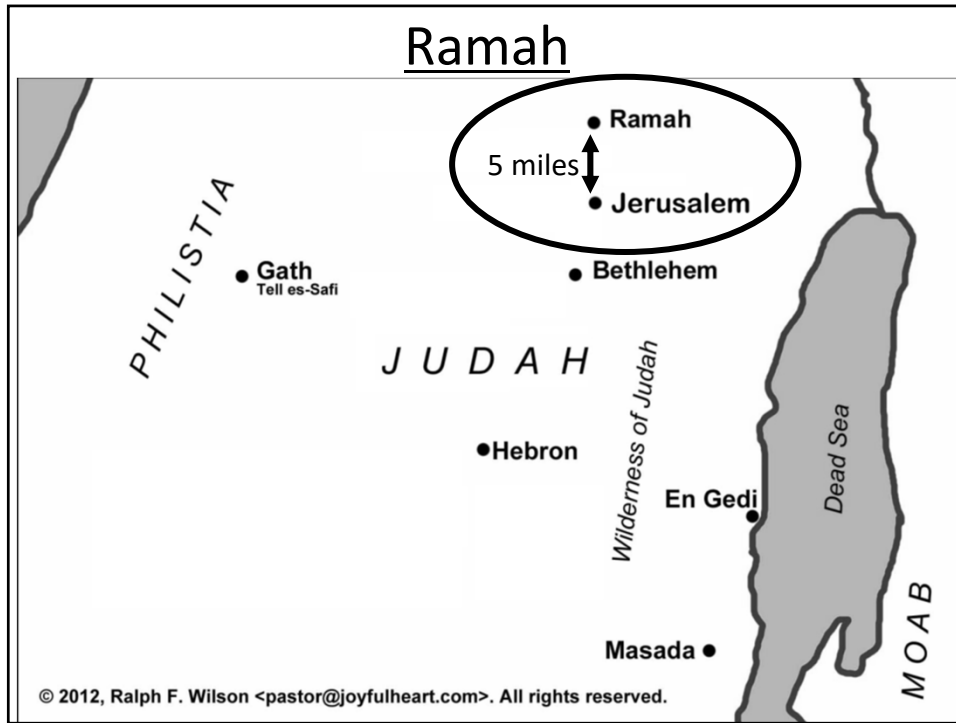 Ramah
Ramah
5 miles
Jerusalem
PHILISTIA
Gath
Tell es-Safi
Bethlehem
JUDAH
Wilderness of Judah
Dead Sea
Hebron
En Gedi
Masada
MOAB
© 2012, Ralph F. Wilson <pastor@joyfulheart.com>. All rights reserved.